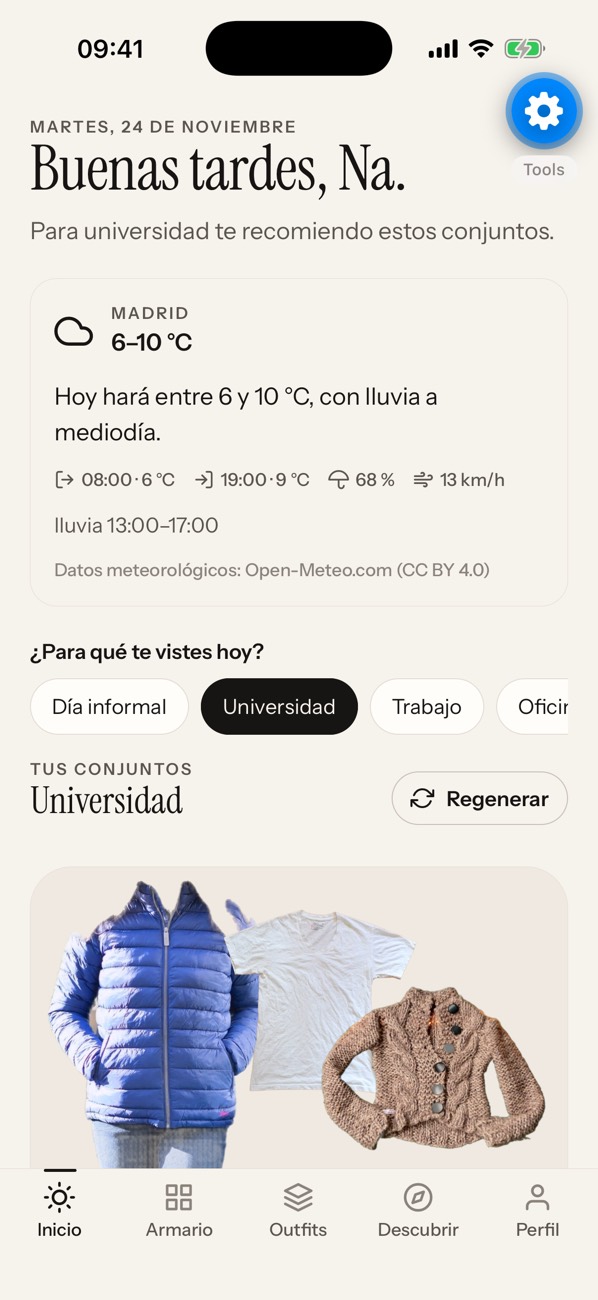 09:41
MARTES, 24 DE NOVIEMBRE
Buenas tardes, Na.
Tools
Para universidad te recomiendo estos conjuntos.
MADRID
6–10 °C
Hoy hará entre 6 y 10 °C, con lluvia a
mediodía.
08:00 · 6 °C 19:00 · 9 °C 68 % 13 km/h
lluvia 13:00–17:00
Datos meteorológicos: Open-Meteo.com (CC BY 4.0)
¿Para qué te vistes hoy?
Día informal Universidad Trabajo
TUS CONJUNTOS
Universidad
Regenerar
Inicio Armario Outfits Descubrir Perfil